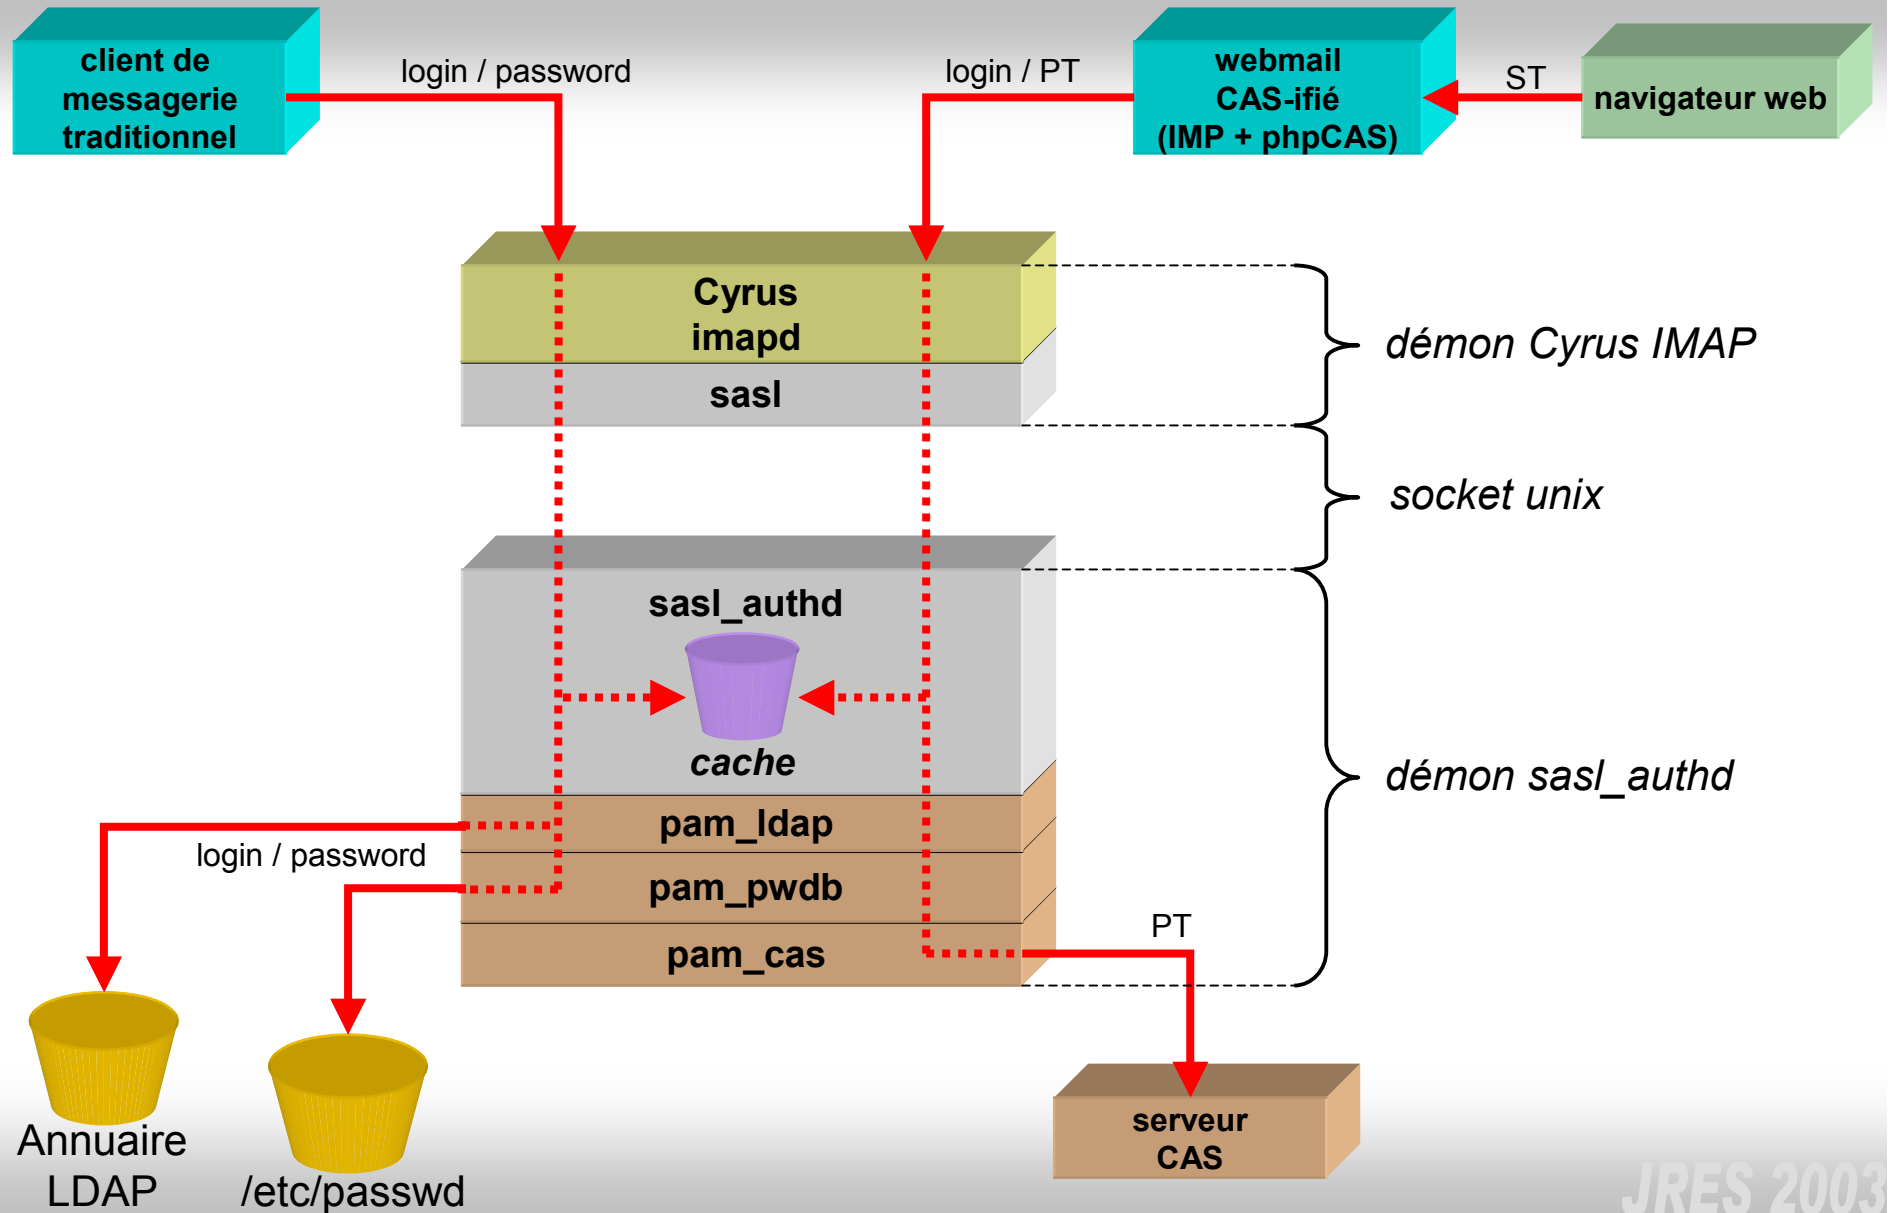 client de
messagerie
traditionnel
login / password
login / PT
webmail
CAS-ifié
(IMP + phpCAS)
ST
navigateur web
Cyrus
imapd
sasl
démon Cyrus IMAP
socket unix
sasl_authd
cache
démon sasl_authd
pam_ldap
login / password
pam_pwdb
pam_cas
PT
Annuaire
LDAP
/etc/passwd
serveur
CAS
JRES 2003